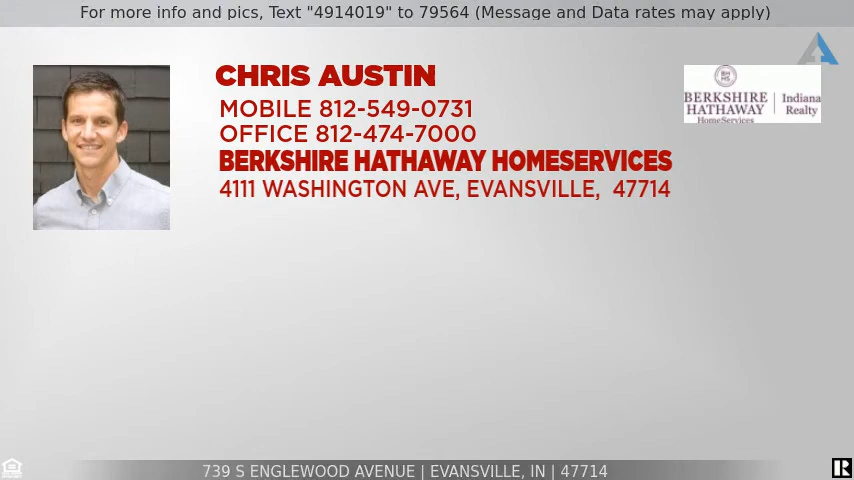 For more info and pics, Text "4914019" to 79564 (Message and Data rates may apply)
CHRIS AUSTIN
MOBILE 812-549-0731
OFFICE 812-474-7000
BERKSHIRE HATHAWAY HOMESERVICES
4111 WASHINGTON AVE, EVANSVILLE, 47714
BH
HS
BERKSHIRE
HATHAWAY
HomeServices
Indiana
Realty
739 S ENGLEWOOD AVENUE | EVANSVILLE, IN | 47714